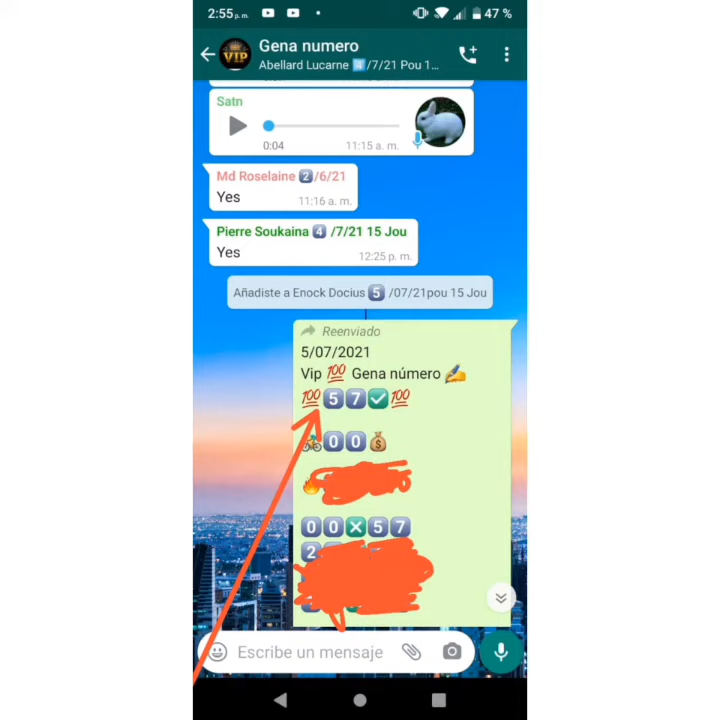 2:55 p. m.
47 %
VIP
Gena numero
Abellard Lucarne 4️⃣/7/21 Pou 1...
Satn
0:04
11:15 a. m.
Md Roselaine 2️⃣/6/21
Yes
11:16 a. m.
Pierre Soukaina 4️⃣ /7/21 15 Jou
Yes
12:25 p. m.
Añadiste a Enock Docius 5️⃣ /07/21pou 15 Jou
Reenviado
5/07/2021
Vip 💯 Gena número ✍️
💯5️⃣7️⃣✅💯
🚴0️⃣0️⃣💰
🔥
0️⃣0️⃣❎5️⃣7️⃣
2️⃣
Escribe un mensaje